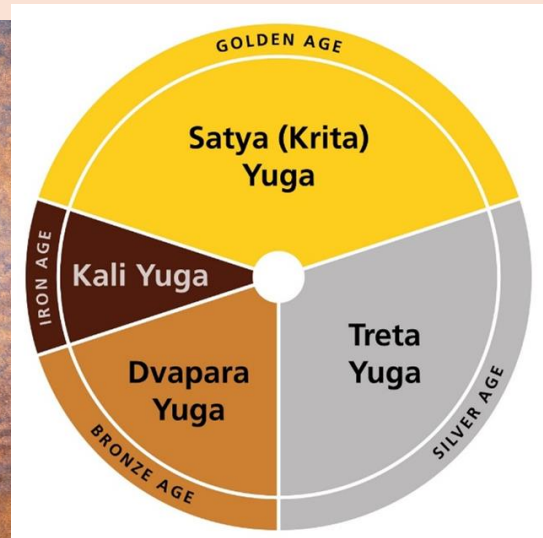 GOLDEN AGE
Satya (Krita)
Yuga
IRON AGE
Kali Yuga
Treta
Yuga
SILVER AGE
Dvapara
Yuga
BRONZE AGE